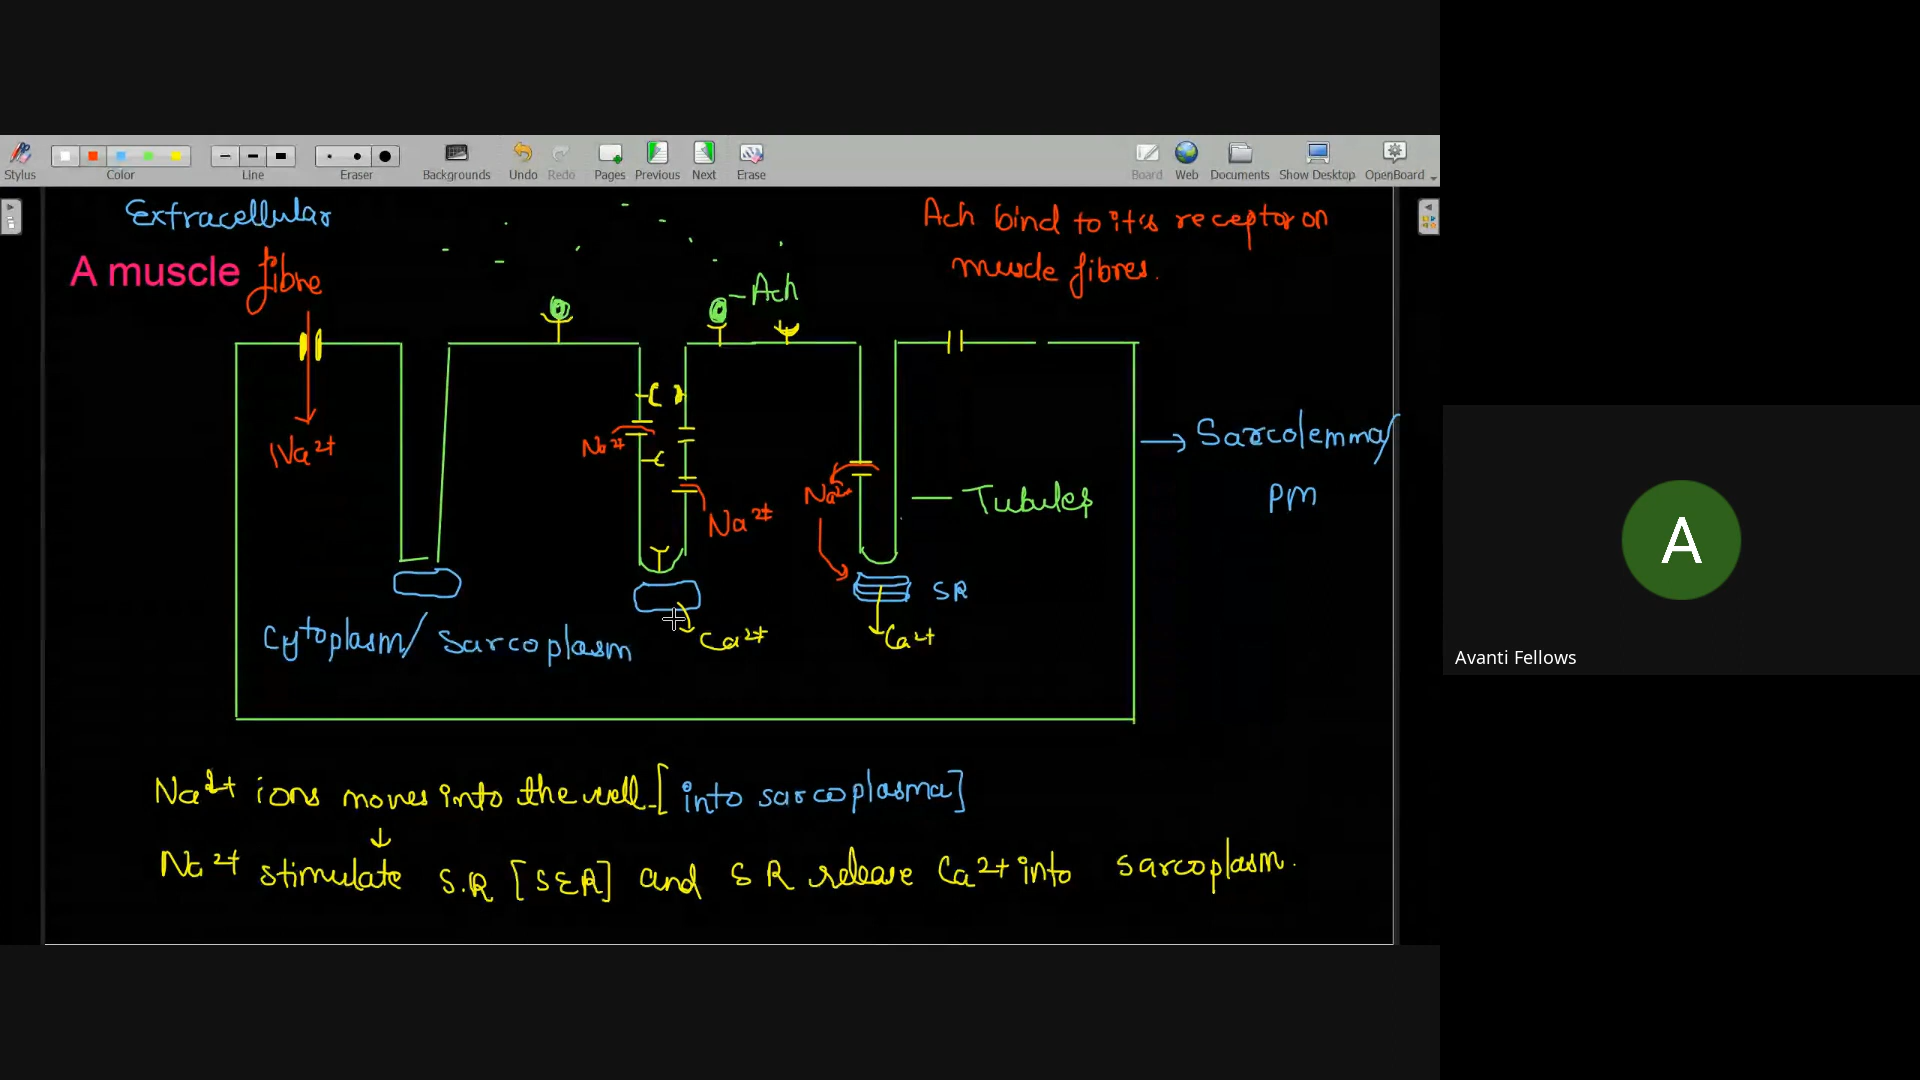 Stylus
Color
Line
Eraser
Backgrounds
Undo
Redo
Pages
Previous
Next
Erase
Board
Web
Documents
Show Desktop
OpenBoard
Extracellular
Ach bind to it's receptor on
muscle fibres.
A muscle fibre
Ach
Na2+
Na2+
Na2+
Na2+
Tubules
Sarcolemma/
PM
SR
Ca2+
Ca2+
Cytoplasm/ Sarcoplasm
Na2+ ions moves into the cell [into sarcoplasma]
Na2+ stimulate S.R [SER] and SR release Ca2+ into sarcoplasm.
A
Avanti Fellows